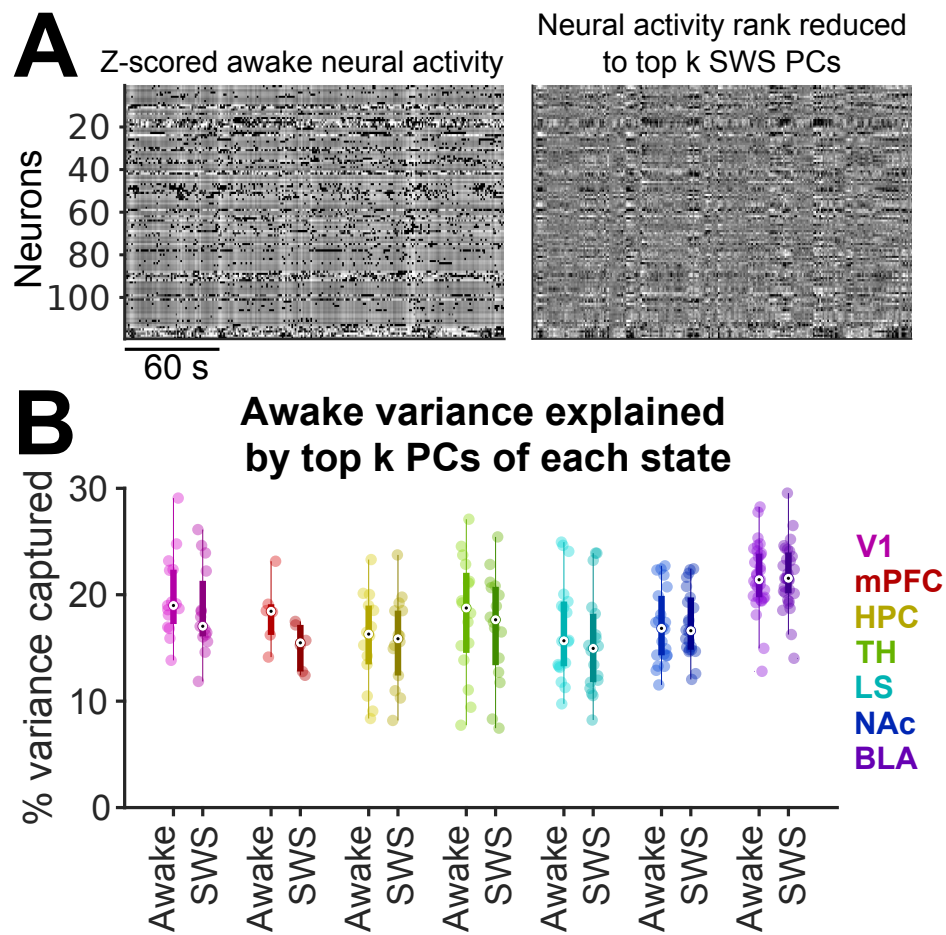 A
Z-scored awake neural activity
Neural activity rank reduced
to top k SWS PCs
Neurons
20
40
60
80
100
60 s
B
Awake variance explained
by top k PCs of each state
% variance captured
30
20
10
0
Awake
SWS
Awake
SWS
Awake
SWS
Awake
SWS
Awake
SWS
Awake
SWS
Awake
SWS
V1
mPFC
HPC
TH
LS
NAc
BLA